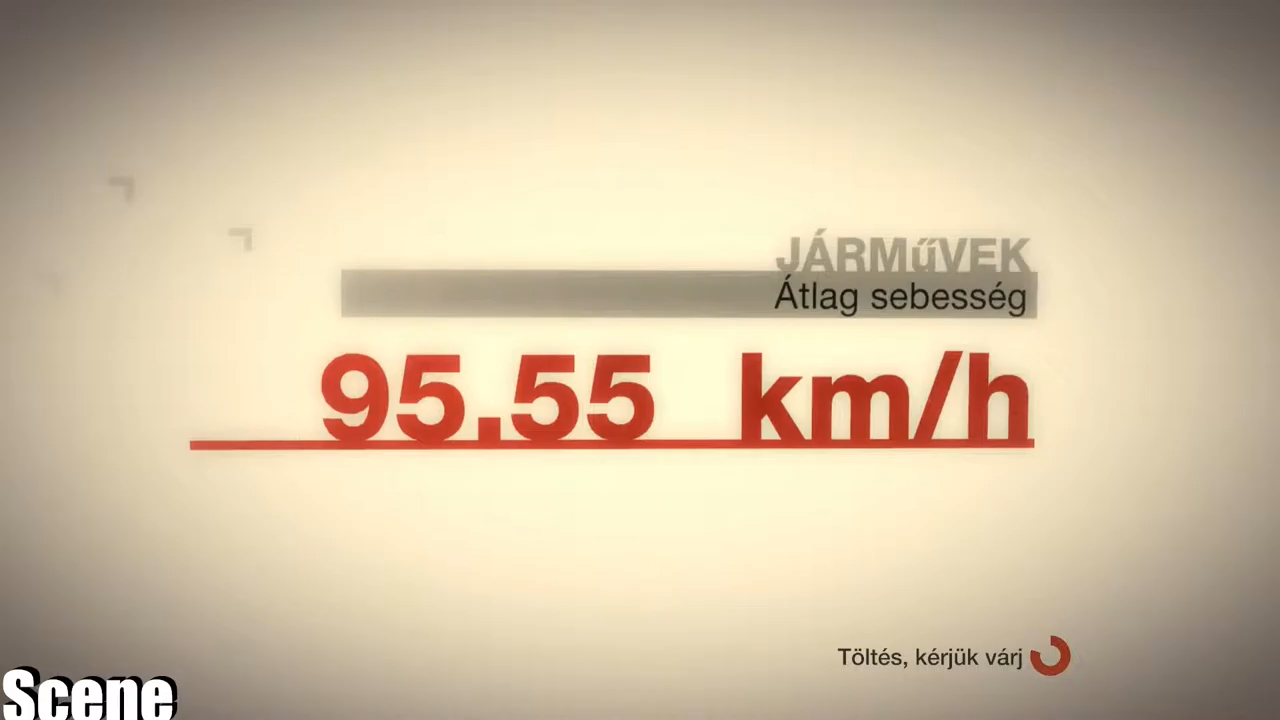 JÁRMűVEK
Átlag sebesség
95.55 km/h
Töltés, kérjük várj
Scene